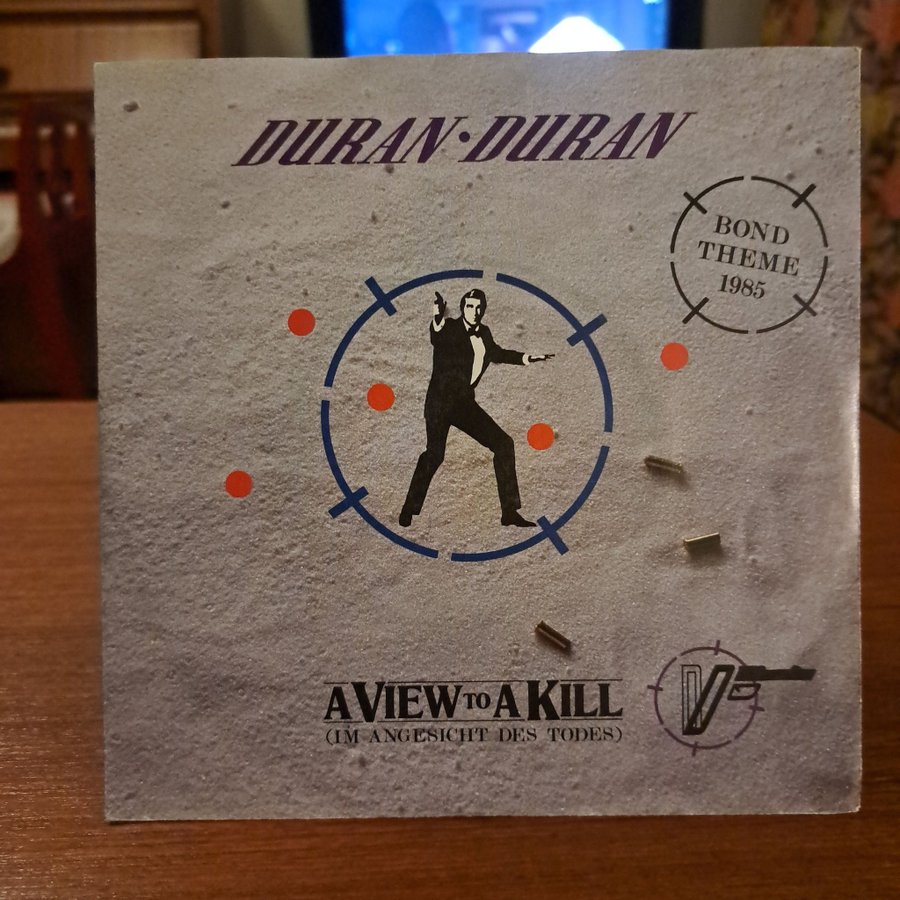 DURAN·DURAN
BOND
THEME
1985
A VIEW TO A KILL
(IM ANGESICHT DES TODES)